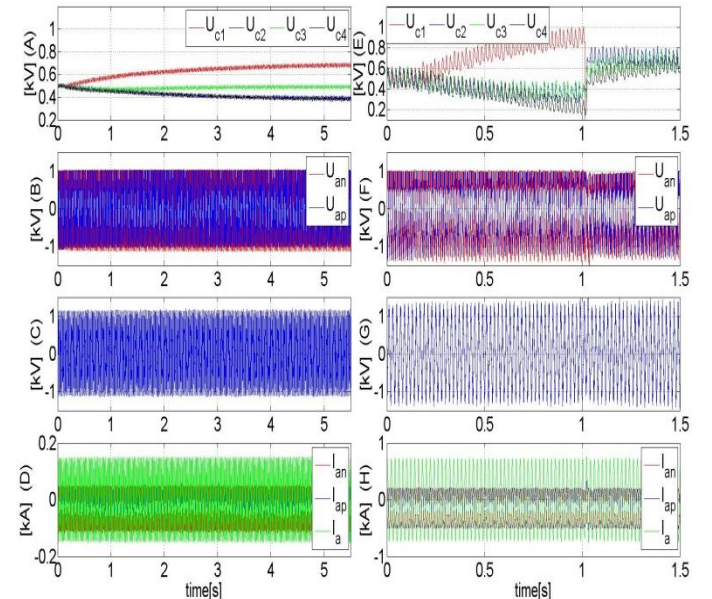 U_c1 U_c2 U_c3 U_c4
[kV] (A)
1
0.8
0.6
0.4
0.2
0 1 2 3 4 5
U_c1 U_c2 U_c3 U_c4
[kV] (E)
1
0.8
0.6
0.4
0.2
0 0.5 1 1.5
[kV] (B)
1
0
-1
U_an
U_ap
0 1 2 3 4 5
[kV] (F)
1
0
-1
U_an
U_ap
0 0.5 1 1.5
[kV] (C)
1
0
-1
0 1 2 3 4 5
[kV] (G)
1
0
-1
0 0.5 1 1.5
[kA] (D)
0.2
0
-0.2
I_an
I_ap
I_a
0 1 2 3 4 5
time[s]
[kA] (H)
1
0
-1
I_an
I_ap
I_a
0 0.5 1 1.5
time[s]